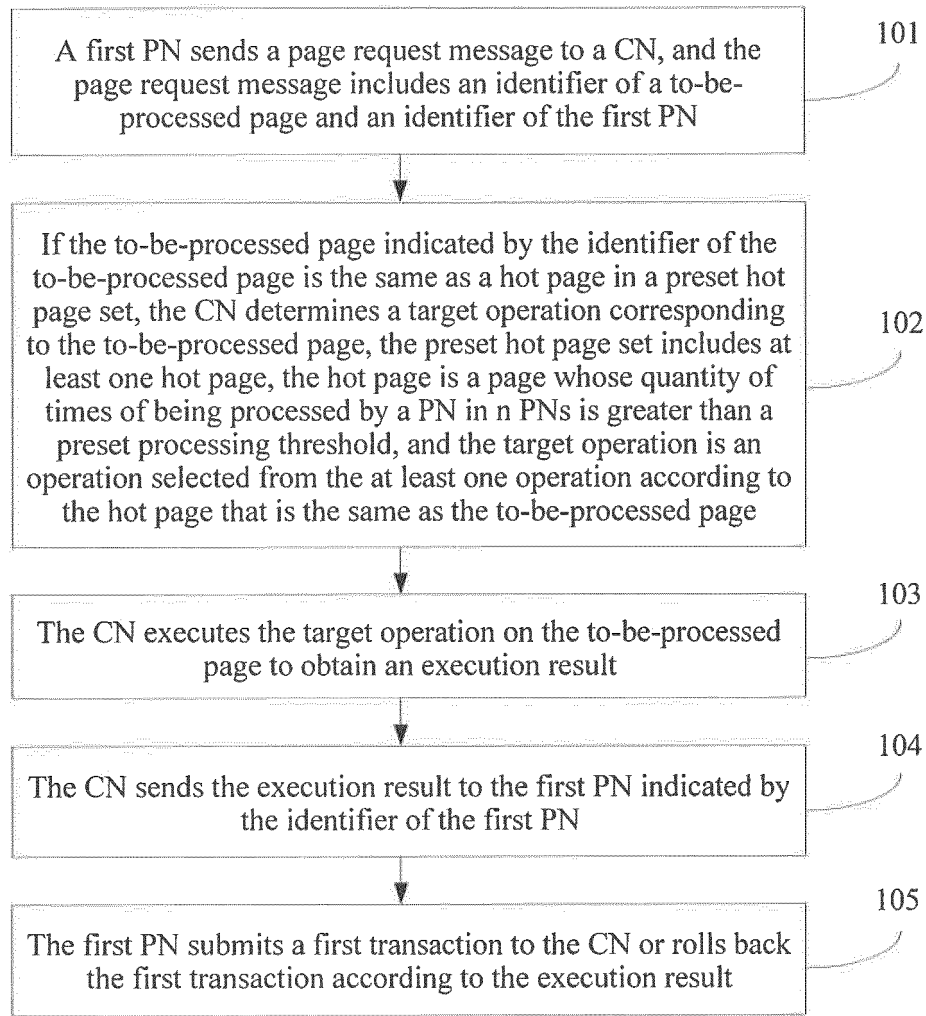 A first PN sends a page request message to a CN, and the
page request message includes an identifier of a to-be-
processed page and an identifier of the first PN
101
If the to-be-processed page indicated by the identifier of the
to-be-processed page is the same as a hot page in a preset hot
page set, the CN determines a target operation corresponding
to the to-be-processed page, the preset hot page set includes at
least one hot page, the hot page is a page whose quantity of
times of being processed by a PN in n PNs is greater than a
preset processing threshold, and the target operation is an
operation selected from the at least one operation according to
the hot page that is the same as the to-be-processed page
102
The CN executes the target operation on the to-be-processed
page to obtain an execution result
103
The CN sends the execution result to the first PN indicated by
the identifier of the first PN
104
The first PN submits a first transaction to the CN or rolls back
the first transaction according to the execution result
105